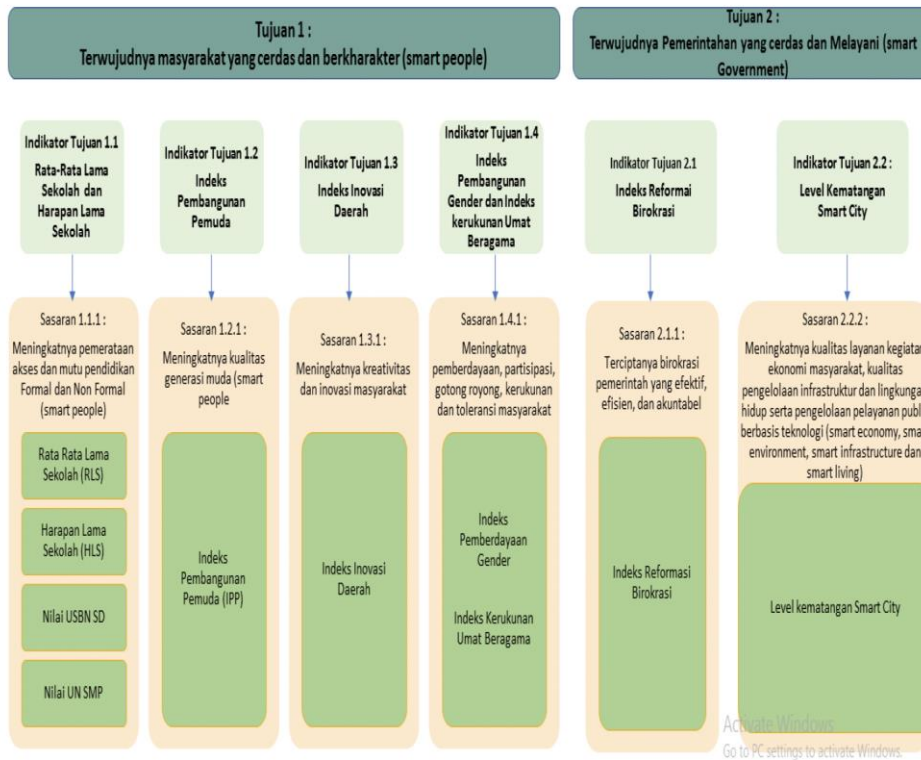 Tujuan 1 :
Terwujudnya masyarakat yang cerdas dan berkharakter (smart people)
Tujuan 2 :
Terwujudnya Pemerintahan yang cerdas dan Melayani (smart
Government)
Indikator Tujuan 1.1
Rata-Rata Lama
Sekolah dan
Harapan Lama
Sekolah
Indikator Tujuan 1.2
Indeks
Pembangunan
Pemuda
Indikator Tujuan 1.3
Indeks Inovasi
Daerah
Indikator Tujuan 1.4
Indeks
Pembangunan
Gender dan Indeks
kerukunan Umat
Beragama
Indikator Tujuan 2.1
Indeks Reformai
Birokrasi
Indikator Tujuan 2.2 :
Level Kematangan
Smart City
Sasaran 1.1.1 :
Meningkatnya pemerataan
akses dan mutu pendidikan
Formal dan Non Formal
(smart people)
Rata Rata Lama
Sekolah (RLS)
Harapan Lama
Sekolah (HLS)
Nilai USBN SD
Nilai UN SMP
Sasaran 1.2.1 :
Meningkatnya kualitas
generasi muda (smart
people
Indeks
Pembangunan
Pemuda (IPP)
Sasaran 1.3.1 :
Meningkatnya kreativitas
dan inovasi masyarakat
Indeks Inovasi
Daerah
Sasaran 1.4.1 :
Meningkatnya
pemberdayaan, partisipasi,
gotong royong, kerukunan
dan toleransi masyarakat
Indeks
Pemberdayaan
Gender
Indeks Kerukunan
Umat Beragama
Sasaran 2.1.1 :
Terciptanya birokrasi
pemerintah yang efektif,
efisien, dan akuntabel
Indeks Reformasi
Birokrasi
Sasaran 2.2.2 :
Meningkatnya kualitas layanan kegiatan
ekonomi masyarakat, kualitas
pengelolaan infrastruktur dan lingkungan
hidup serta pengelolaan pelayanan publ
berbasis teknologi (smart economy, sma
environment, smart infrastructure dan
smart living)
Level kematangan Smart City
Activate Windows
Go to PC settings to activate Windows.